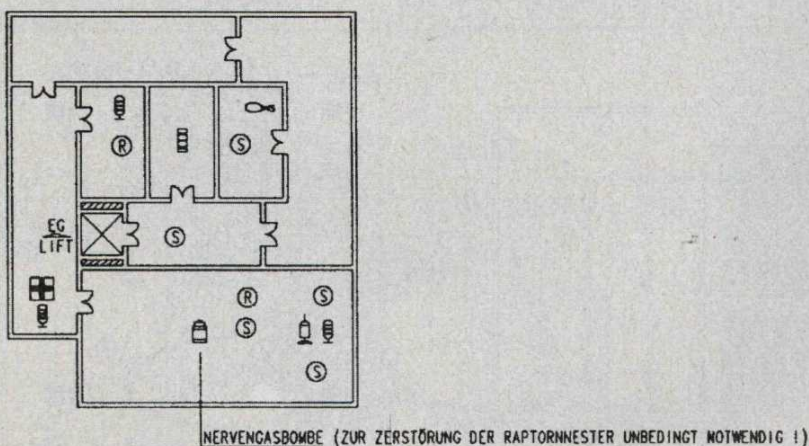 R
S
EG
LIFT
S
R
S
S
S
NERVENGASBOMBE (ZUR ZERSTÖRUNG DER RAPTORNNESTER UNBEDINGT NOTWENDIG !)